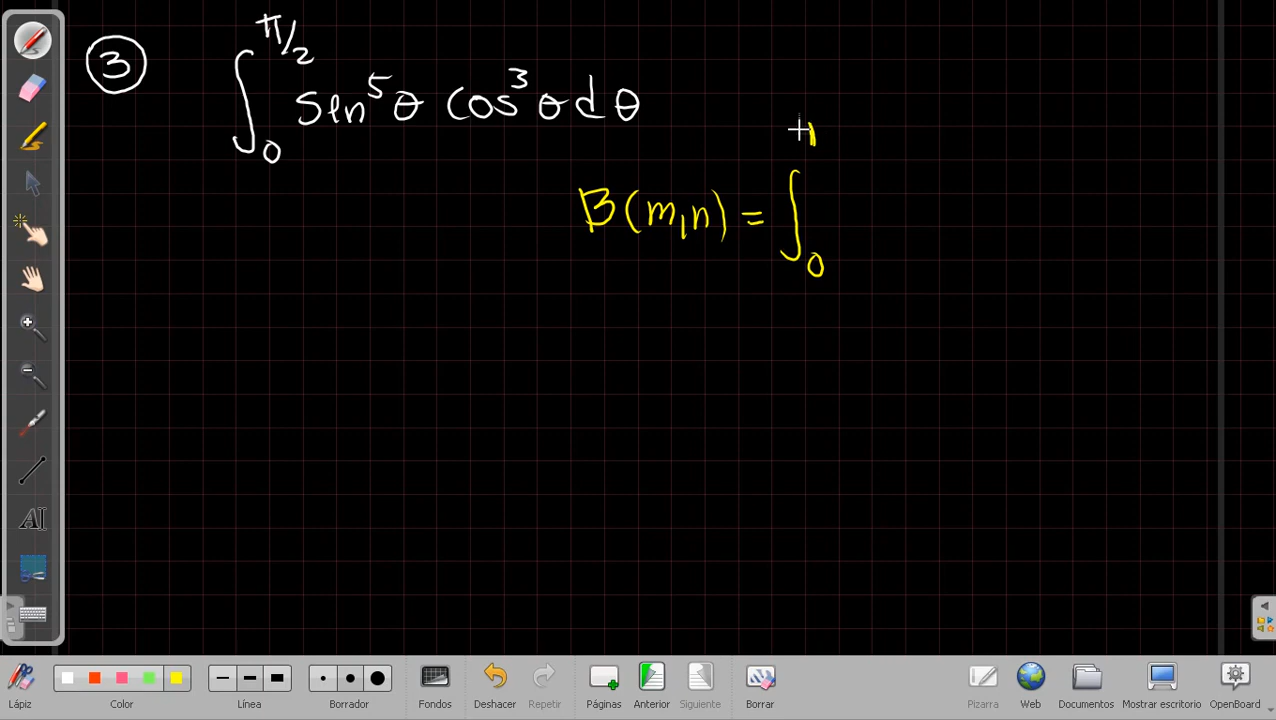 ③ ∫₀^{π/2} sen⁵θ cos³θ dθ
B(m,n) = ∫₀^1
Lápiz
Color
Línea
Borrador
Fondos
Deshacer
Repetir
Páginas
Anterior
Siguiente
Borrar
Pizarra
Web
Documentos
Mostrar escritorio
OpenBoard